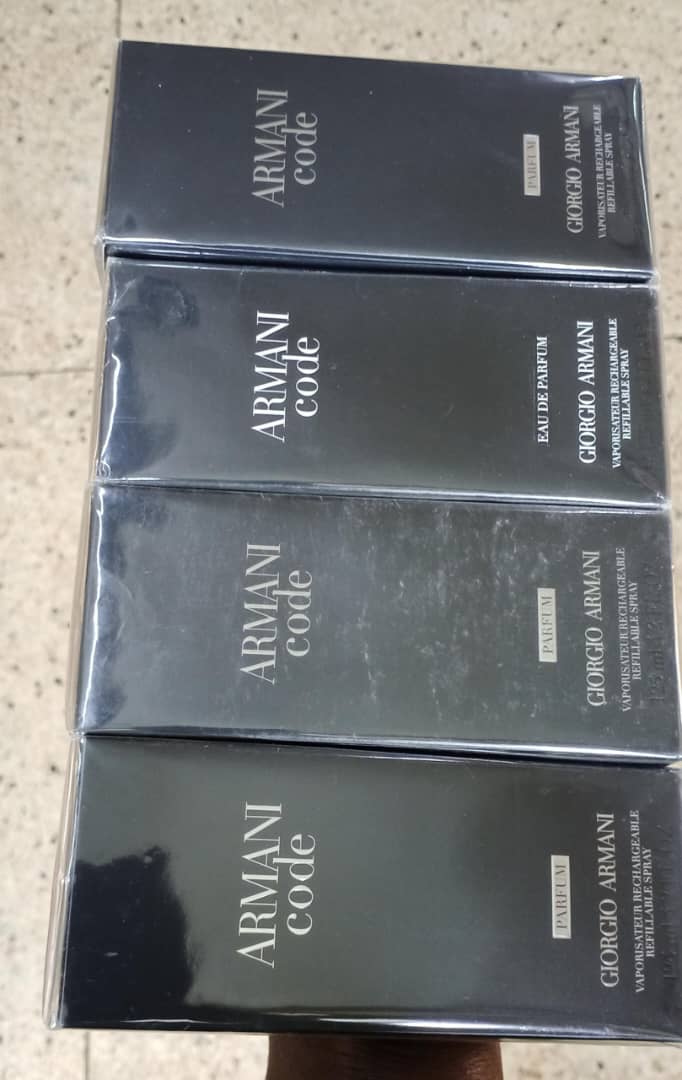 ARMANI
code
PARFUM
GIORGIO ARMANI
VAPORISATEUR RECHARGEABLE
REFILLABLE SPRAY
ARMANI
code
EAU DE PARFUM
GIORGIO ARMANI
VAPORISATEUR RECHARGEABLE
REFILLABLE SPRAY
ARMANI
code
PARFUM
GIORGIO ARMANI
VAPORISATEUR RECHARGEABLE
REFILLABLE SPRAY
ARMANI
code
PARFUM
GIORGIO ARMANI
VAPORISATEUR RECHARGEABLE
REFILLABLE SPRAY